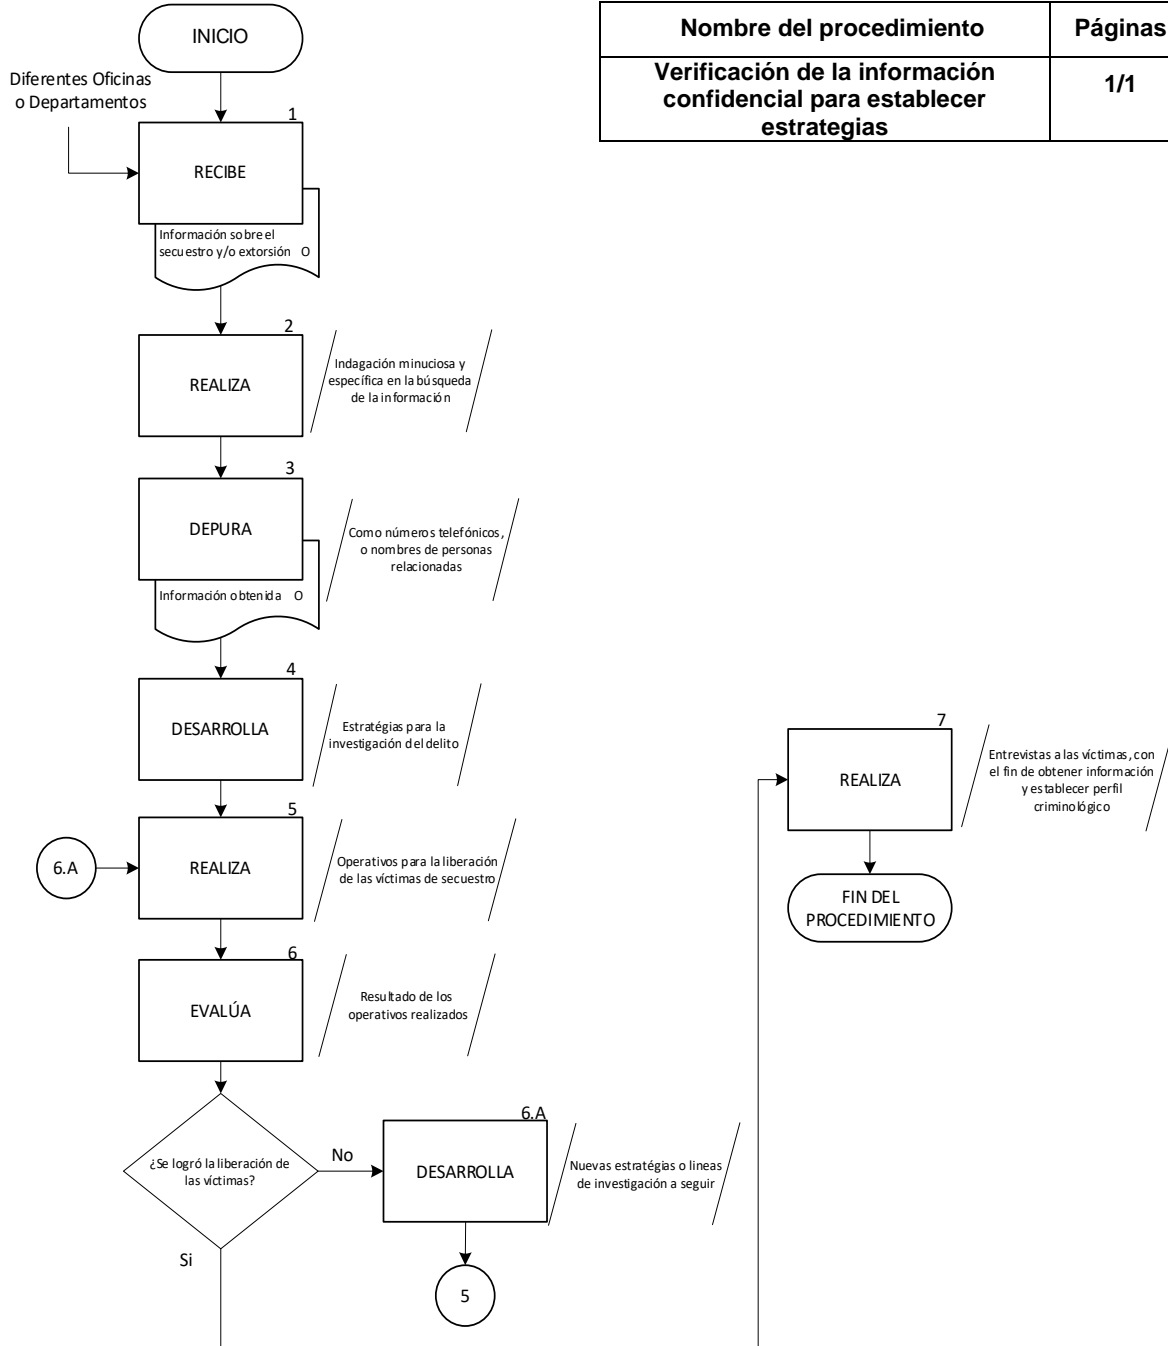 INICIO
Nombre del procedimiento
Páginas
Verificación de la información
confidencial para establecer
estrategias
1/1
Diferentes Oficinas
o Departamentos
1
RECIBE
Información sobre el
secuestro y/o extorsión O
2
REALIZA
Indagación minuciosa y
específica en la búsqueda
de la información
3
DEPURA
Como números telefónicos,
o nombres de personas
relacionadas
Información obtenida O
4
DESARROLLA
Estratégias para la
investigación del delito
5
6.A
REALIZA
Operativos para la liberación
de las víctimas de secuestro
6
EVALÚA
Resultado de los
operativos realizados
¿Se logró la liberación de
las víctimas?
No
6.A
DESARROLLA
Nuevas estratégias o lineas
de investigación a seguir
Si
5
7
REALIZA
Entrevistas a las víctimas, con
el fin de obtener información
y establecer perfil
criminológico
FIN DEL
PROCEDIMIENTO